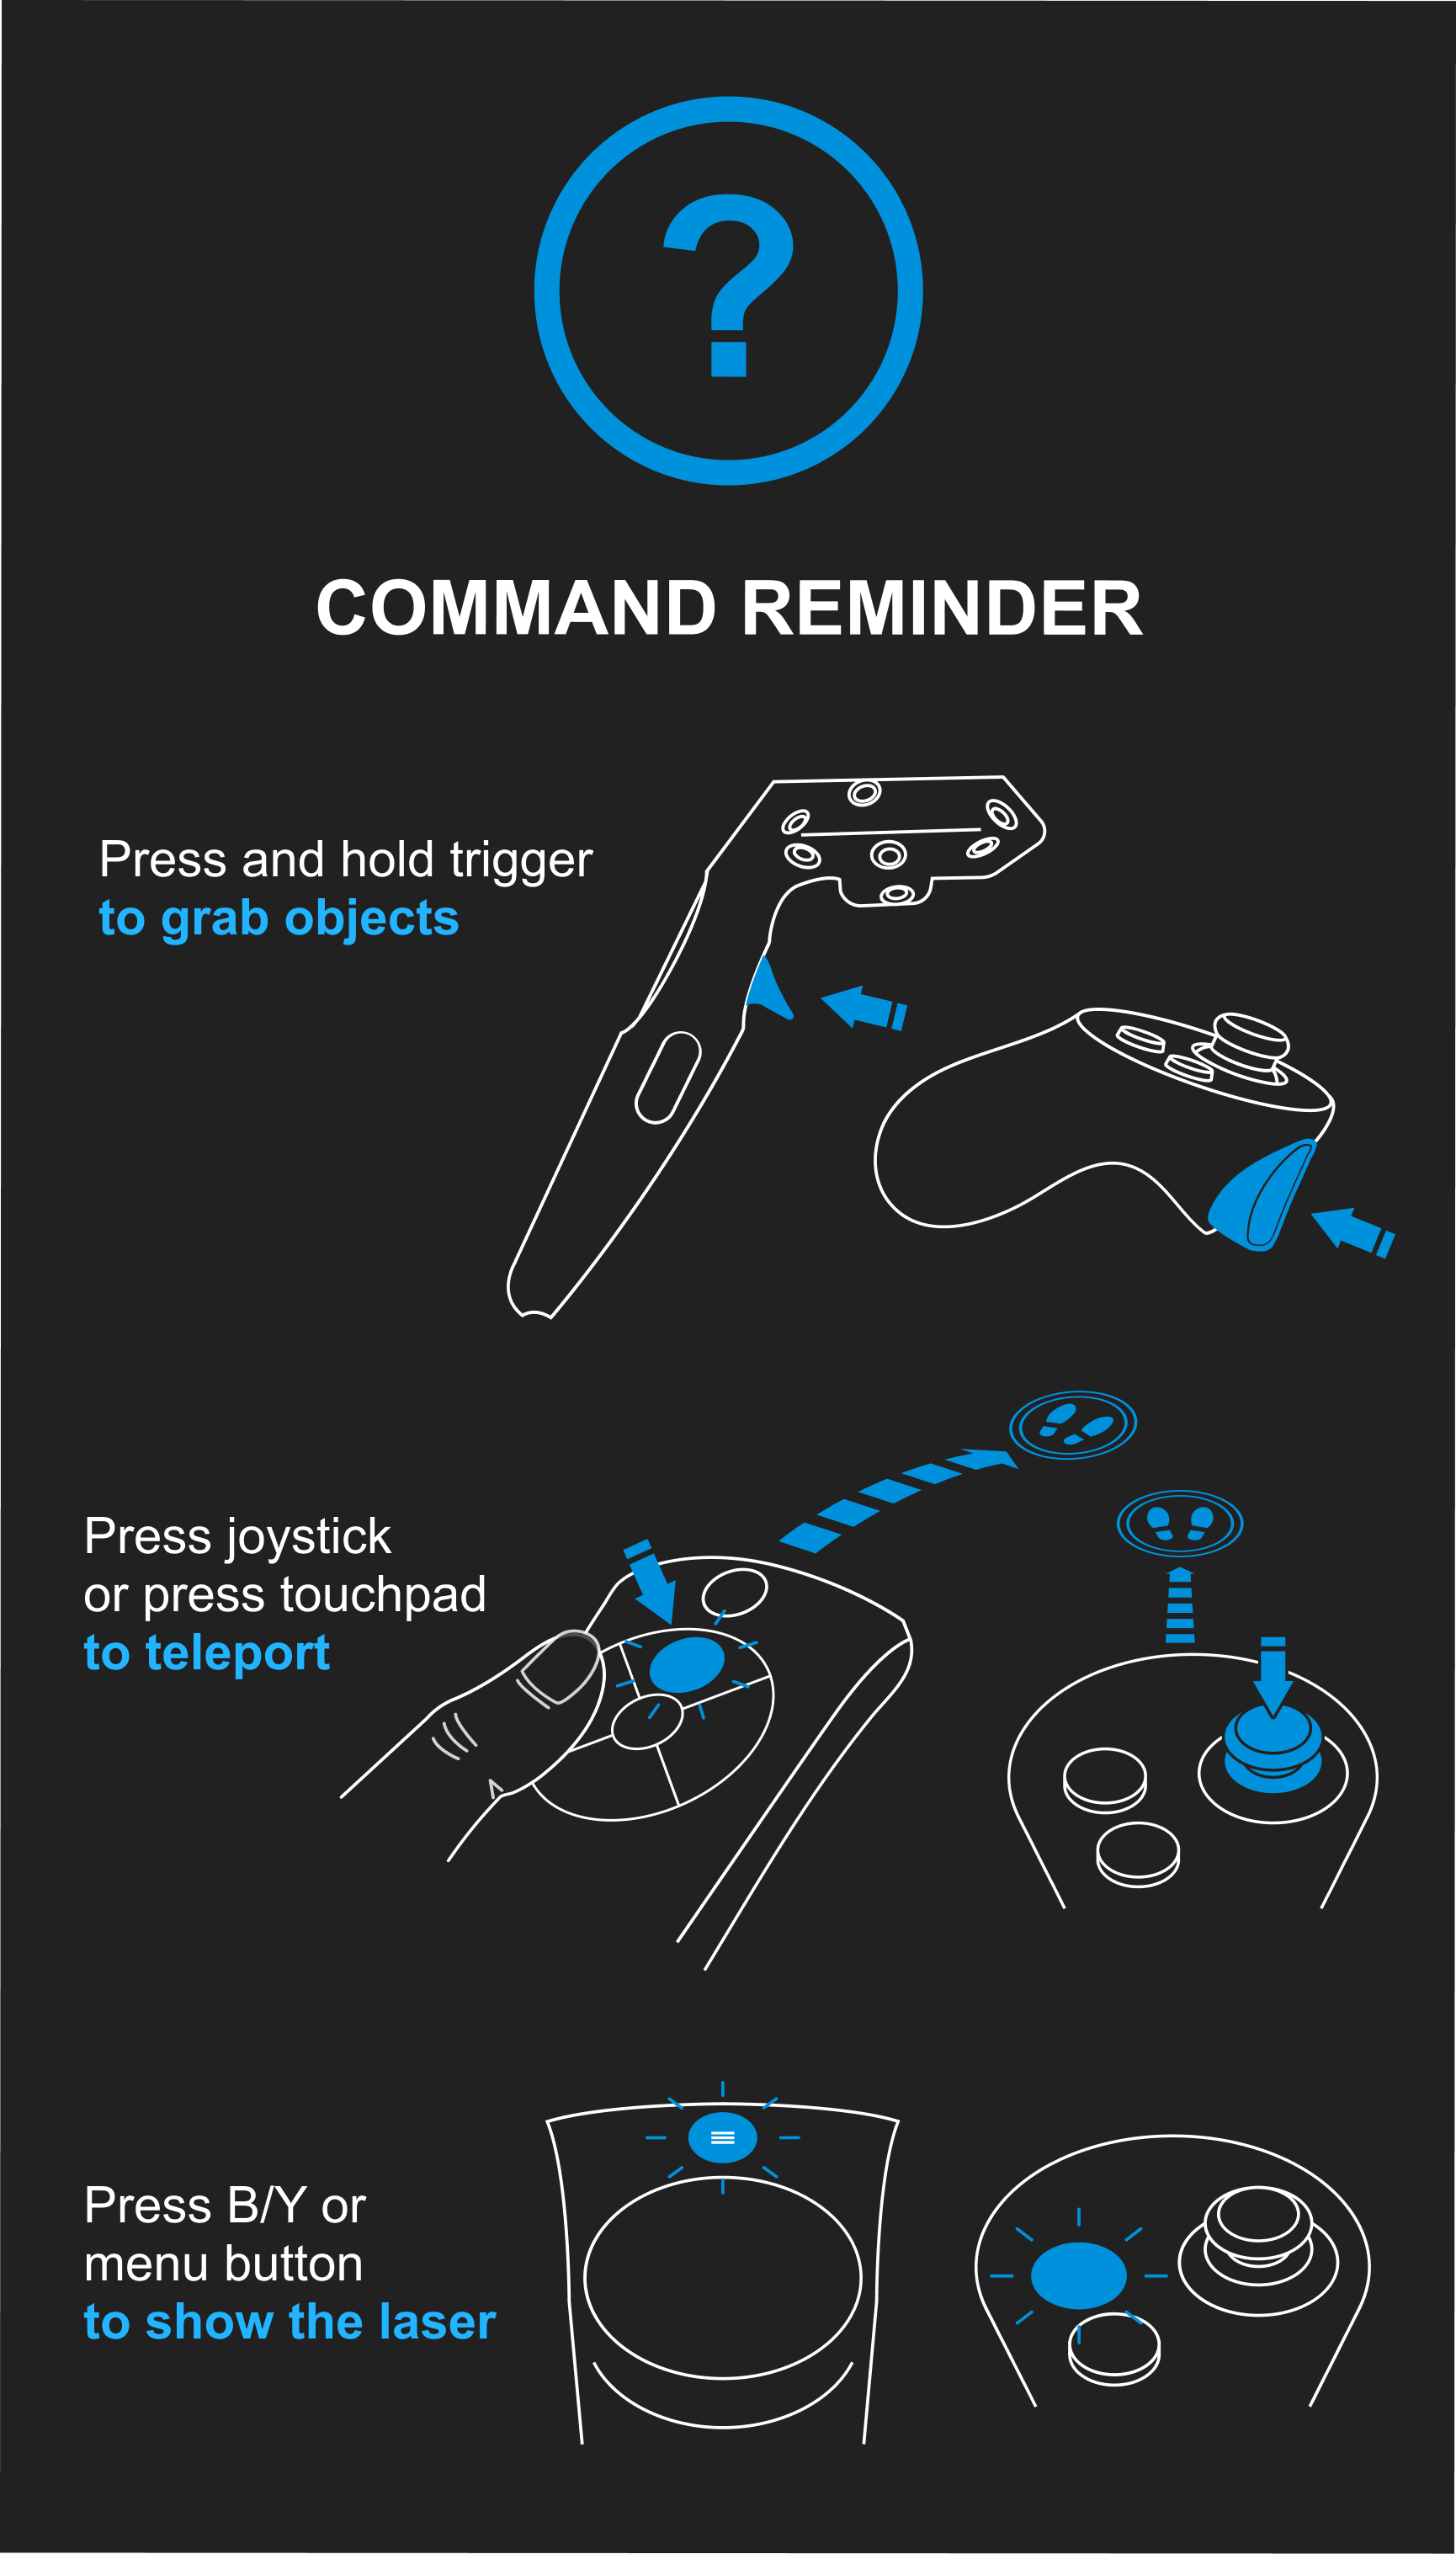 ?
COMMAND REMINDER
Press and hold trigger
to grab objects
Press joystick
or press touchpad
to teleport
Press B/Y or
menu button
to show the laser